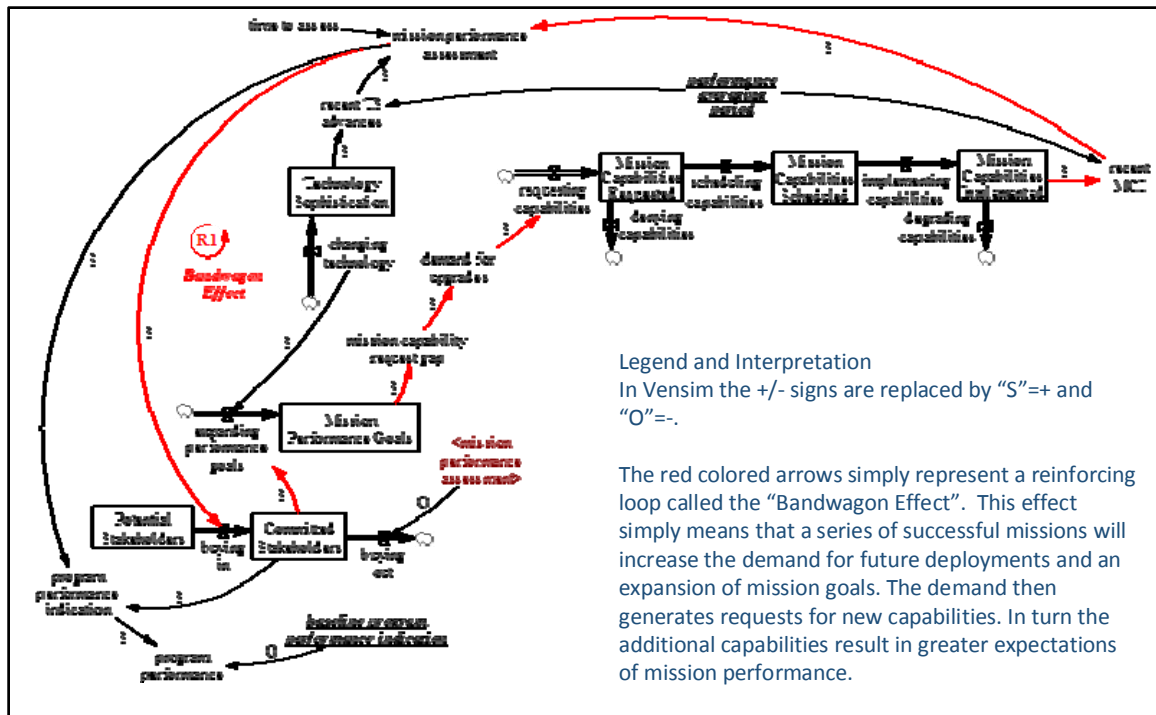 time to assess
mission performance
assessment
performance
average
period
recent
advances
recent
Technology
Sophistication
Mission
Capabilities
Requested
Mission
Capabilities
Scheduled
Mission
Capabilities
Implemented
requesting
capabilities
scheduling
capabilities
implementing
capabilities
denying
capabilities
degrading
capabilities
R1
Bandwagon
Effect
changing
technology
demand for
upgrades
mission capability
request gap
Mission
Performance Goals
expanding
performance
goals
<mission
performance
assessment>
O
Potential
Stakeholders
buying
in
Committed
Stakeholders
buying
out
program
performance
indication
program
performance
O
baseline program
performance indication
Legend and Interpretation
In Vensim the +/- signs are replaced by “S”=+ and
“O”=-.
The red colored arrows simply represent a reinforcing
loop called the “Bandwagon Effect”. This effect
simply means that a series of successful missions will
increase the demand for future deployments and an
expansion of mission goals. The demand then
generates requests for new capabilities. In turn the
additional capabilities result in greater expectations
of mission performance.